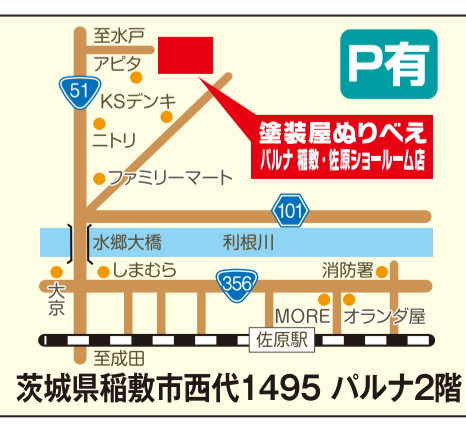 至水戸
P有
アピタ
51
KSデンキ
ニトリ
塗装屋ぬりべえ
パルナ 稲敷・佐原ショールーム店
ファミリーマート
101
水郷大橋
利根川
しまむら
356
消防署
大京
MORE
オランダ屋
佐原駅
至成田
茨城県稲敷市西代1495 パルナ2階